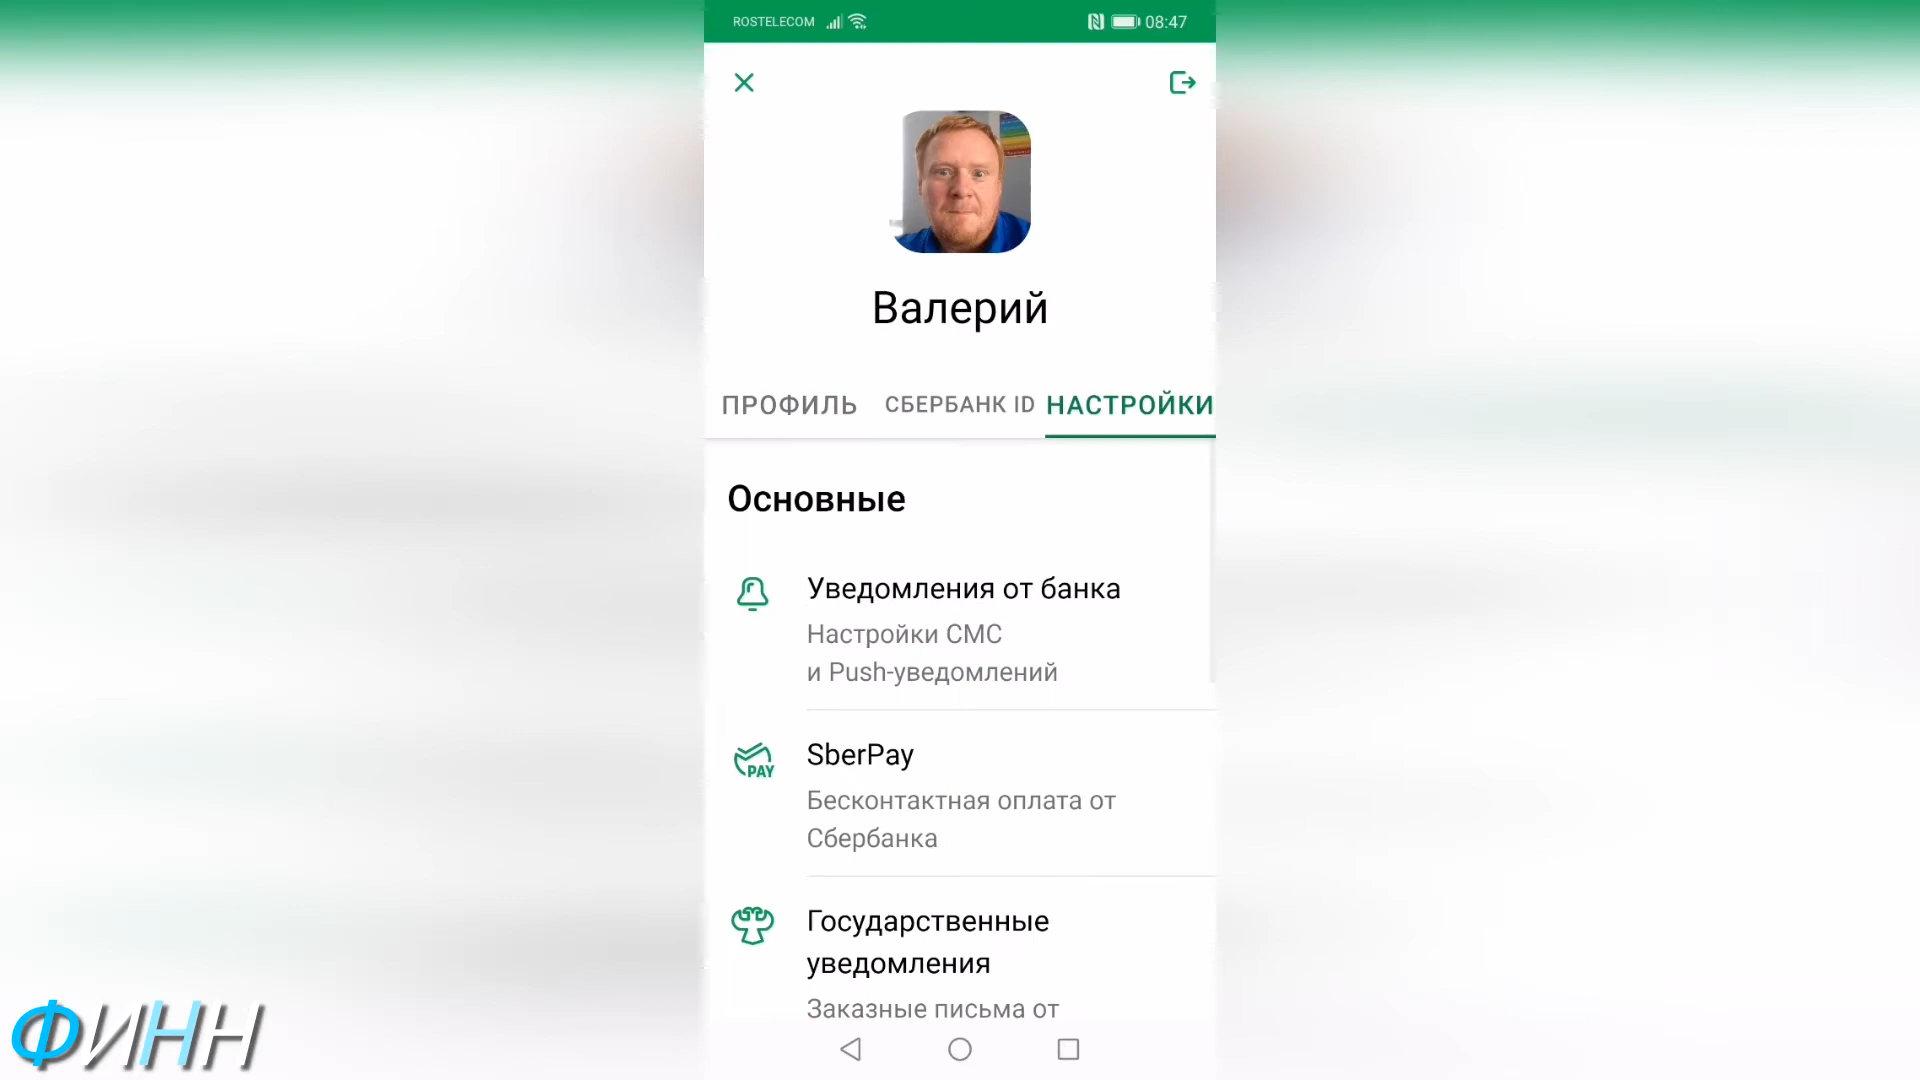 ROSTELECOM
08:47
Валерий
ПРОФИЛЬ СБЕРБАНК ID НАСТРОЙКИ
Основные
Уведомления от банка
Настройки СМС
и Push-уведомлений
PAY
SberPay
Бесконтактная оплата от
Сбербанка
Государственные
уведомления
Заказные письма от
ФИНН